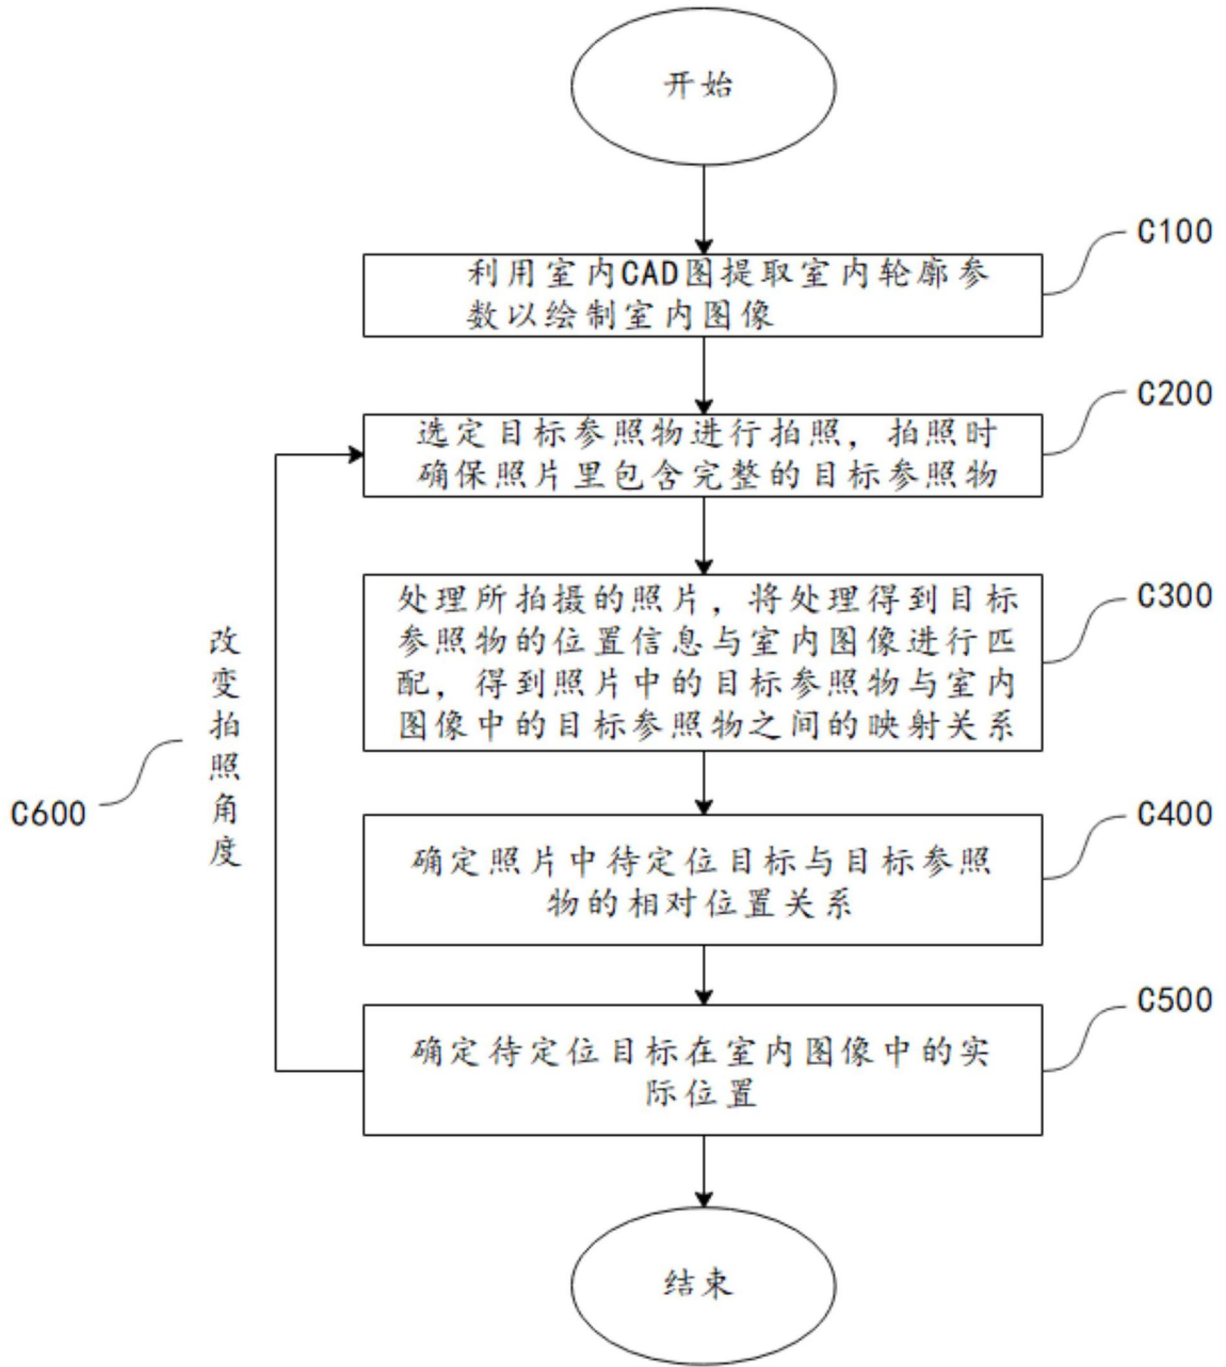 开始
C100
利用室内CAD图提取室内轮廓参
数以绘制室内图像
C200
选定目标参照物进行拍照，拍照时
确保照片里包含完整的目标参照物
C300
处理所拍摄的照片，将处理得到目标
参照物的位置信息与室内图像进行匹
配，得到照片中的目标参照物与室内
图像中的目标参照物之间的映射关系
改
变
拍
照
角
度
C600
C400
确定照片中待定位目标与目标参照
物的相对位置关系
C500
确定待定位目标在室内图像中的实
际位置
结束